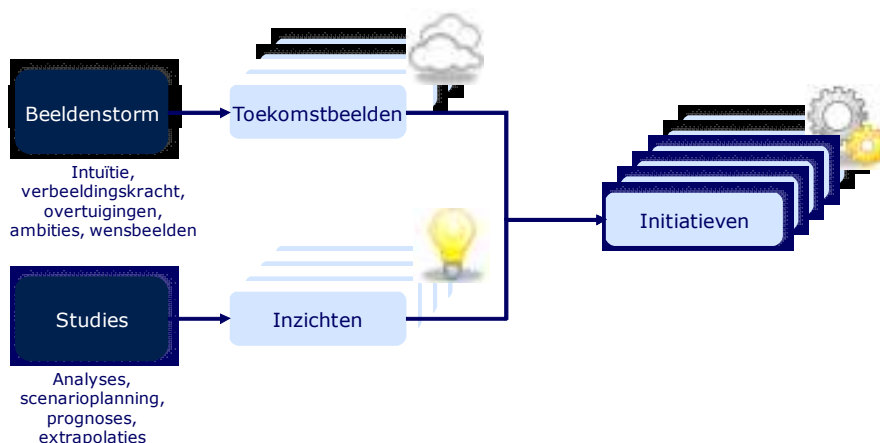 Beeldenstorm
Toekomstbeelden
Intuïtie,
verbeeldingskracht,
overtuigingen,
ambities, wensbeelden
Initiatieven
Studies
Inzichten
Analyses,
scenarioplanning,
prognoses,
extrapolaties